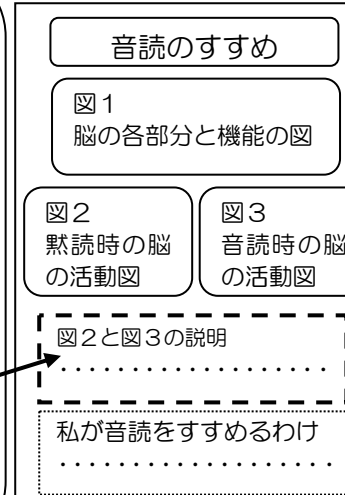 音読のすすめ
図１
脳の各部分と機能の図
図２
黙読時の脳
の活動図
図３
音読時の脳
の活動図
図２と図３の説明
・・・・・・・・・・・・・・・・・・・
私が音読をすすめるわけ
・・・・・・・・・・・・・・・・・・・